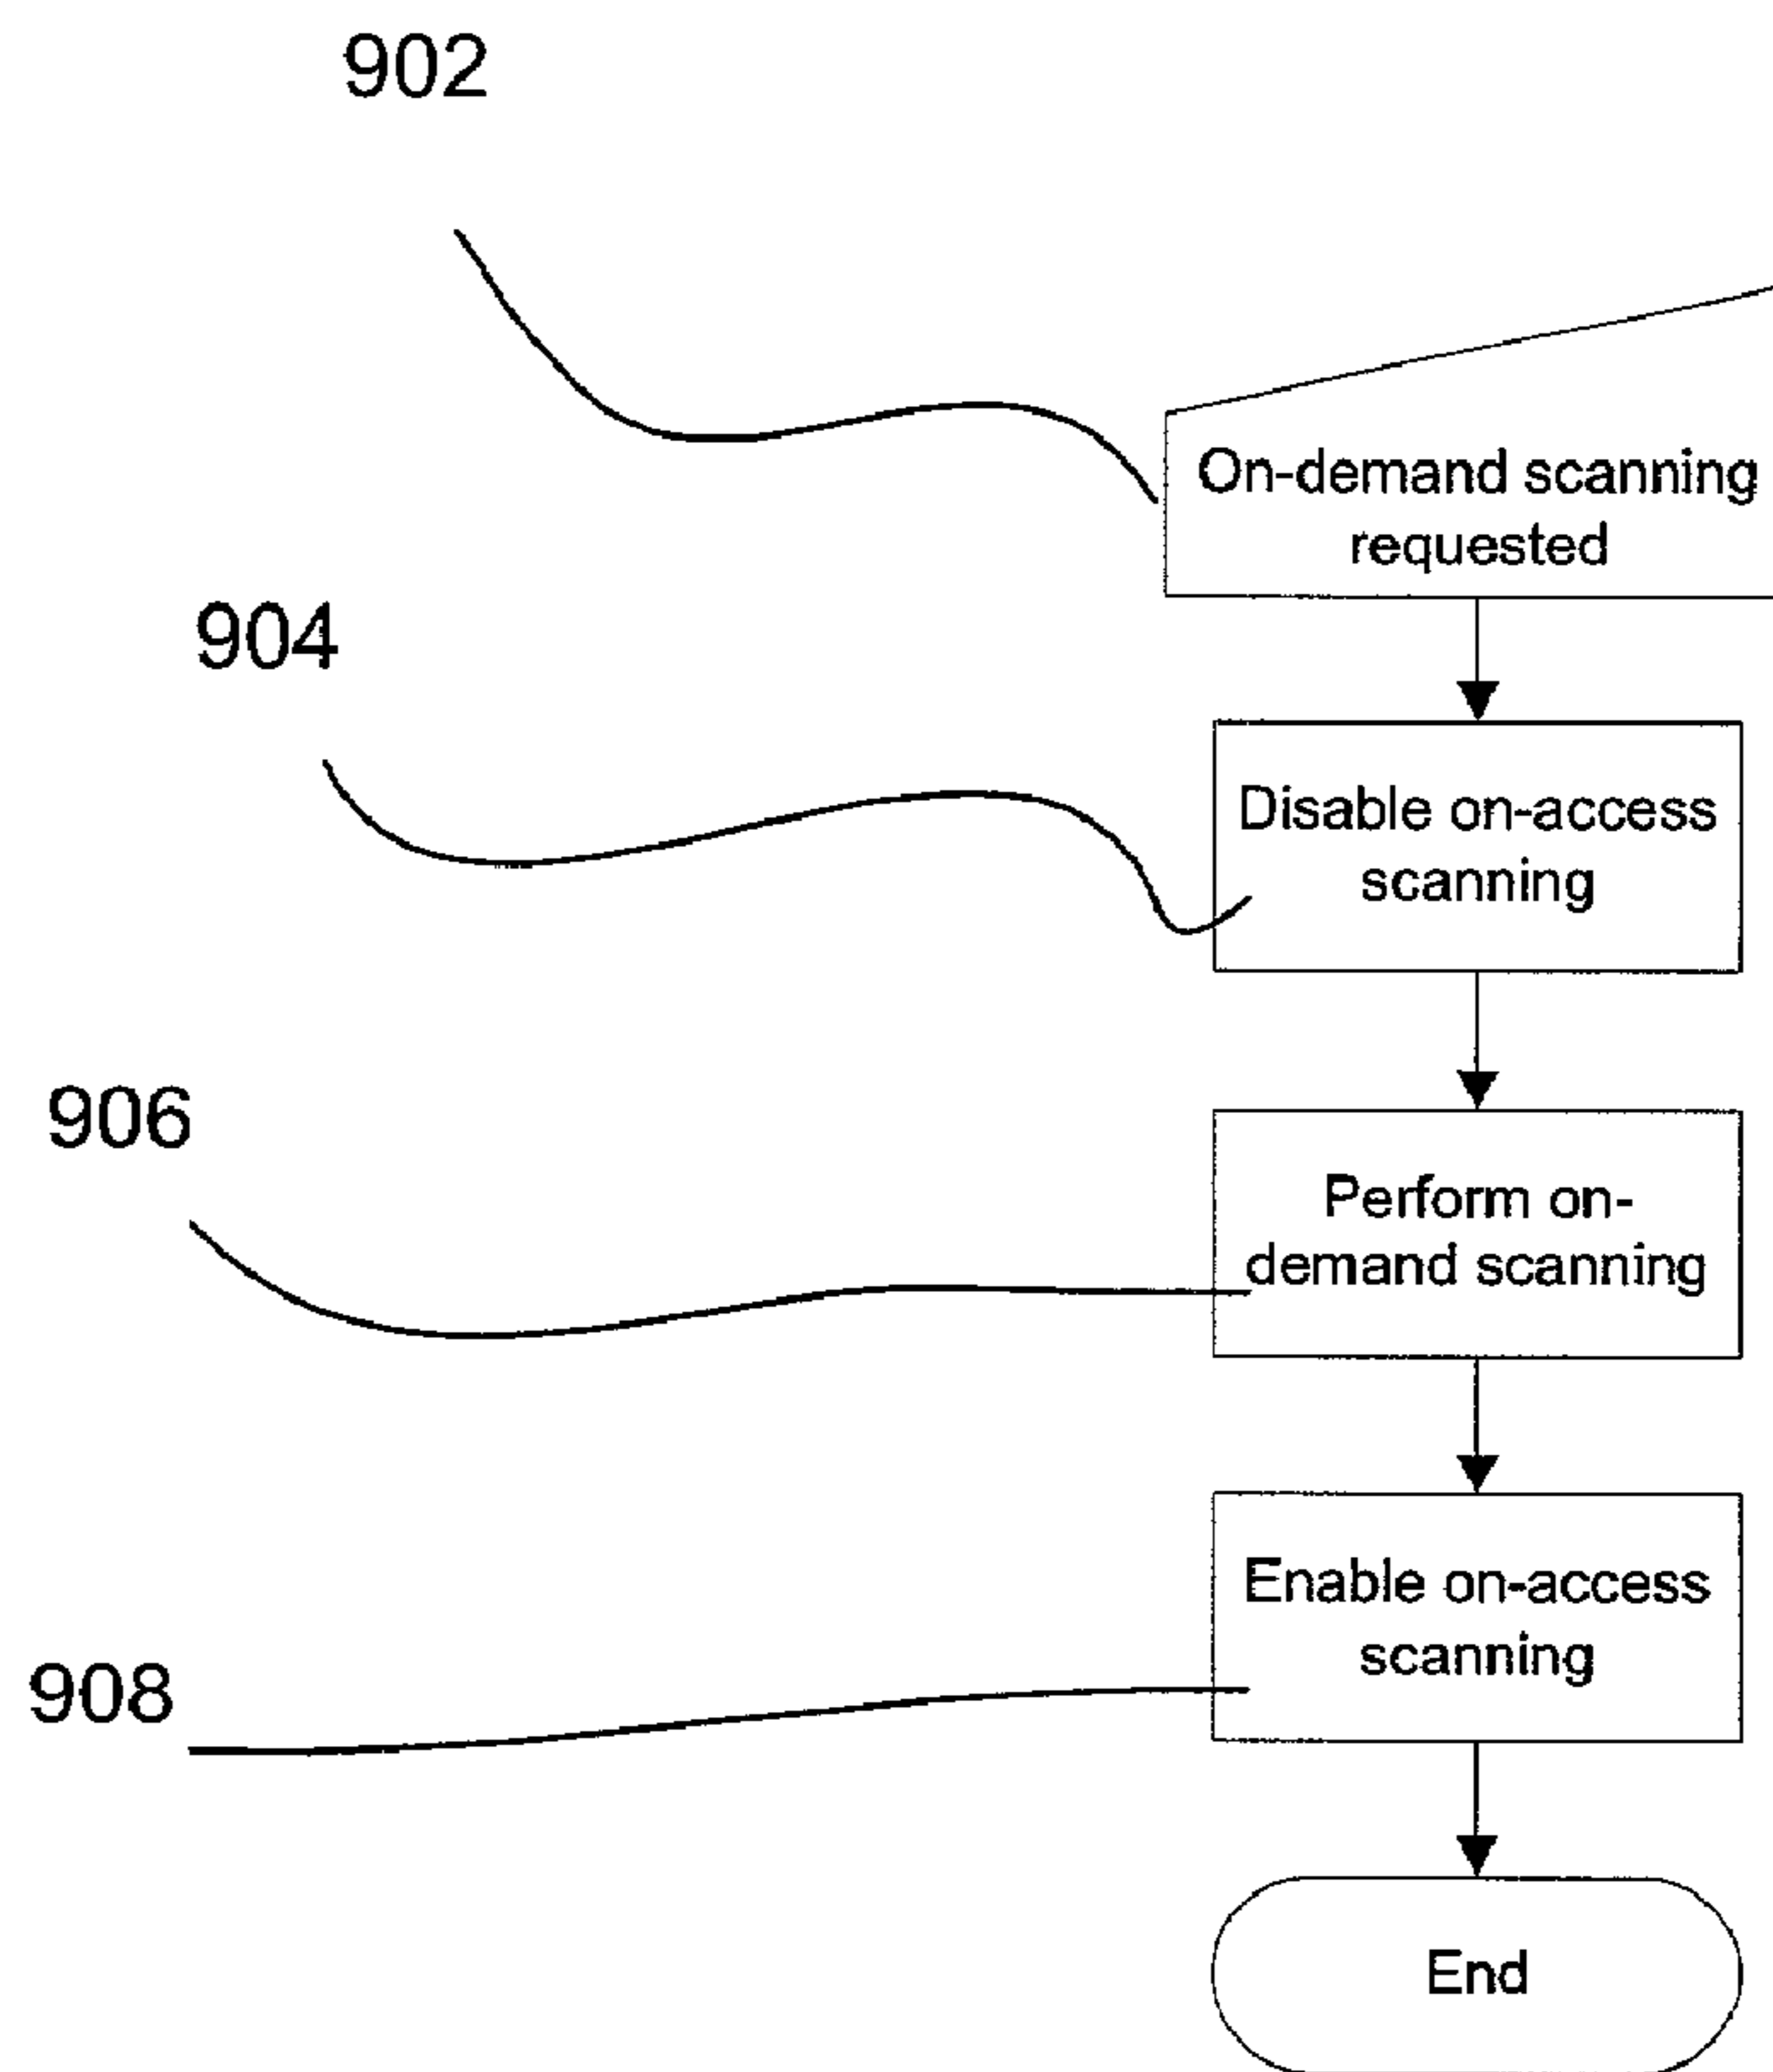 902
On-demand scanning
requested
904
Disable on-access
scanning
906
Perform on-
demand scanning
Enable on-access
scanning
908
End